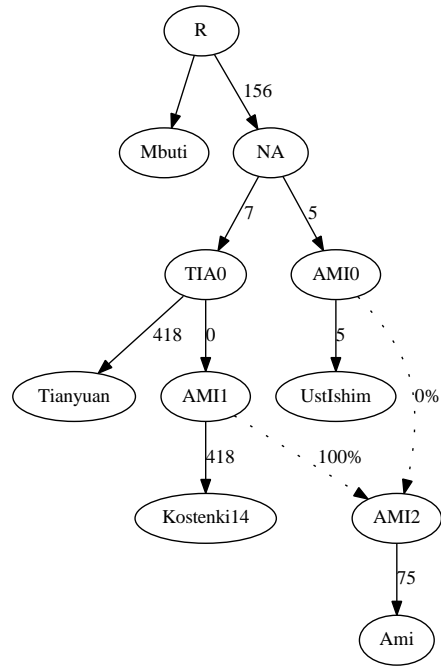 R
156
Mbuti
NA
7
5
TIA0
AMI0
418
0
5
Tianyuan
AMI1
UstIshim
0%
418
100%
Kostenki14
AMI2
75
Ami